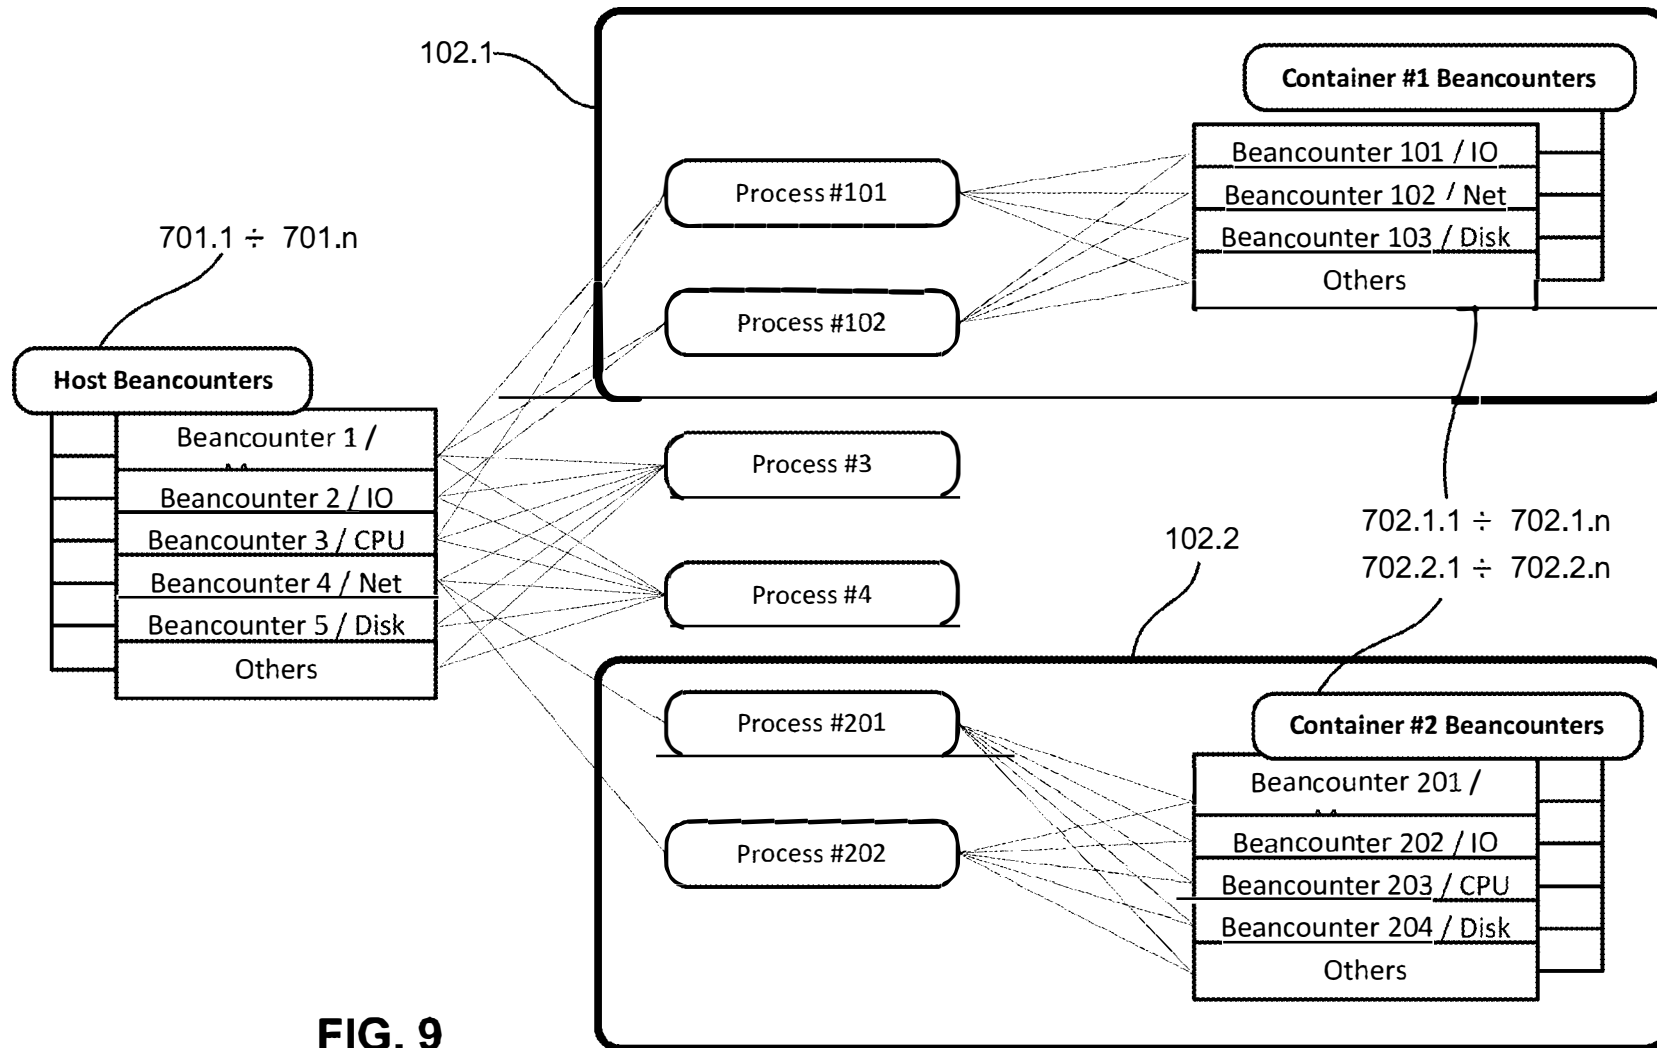 102.1
Container #1 Beancounters
Beancounter 101 / IO
Beancounter 102 / Net
Beancounter 103 / Disk
Others
Process #101
Process #102
701.1 ÷ 701.n
Host Beancounters
Beancounter 1 /
Beancounter 2 / IO
Beancounter 3 / CPU
Beancounter 4 / Net
Beancounter 5 / Disk
Others
Process #3
Process #4
702.1.1 ÷ 702.1.n
702.2.1 ÷ 702.2.n
102.2
Process #201
Process #202
Container #2 Beancounters
Beancounter 201 /
Beancounter 202 / IO
Beancounter 203 / CPU
Beancounter 204 / Disk
Others
FIG. 9